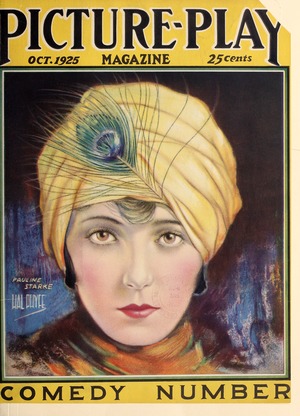 PICTURE-PLAY
OCT. 1925 MAGAZINE 25 cents
PAULINE
STARKE
HAL PHYFE
COMEDY NUMBER